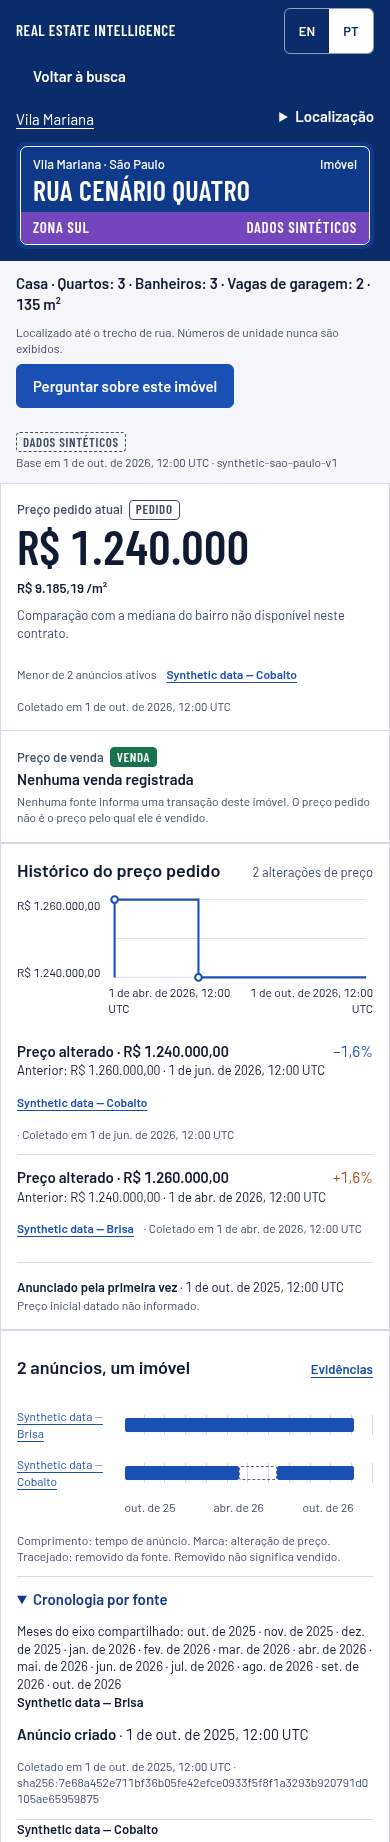 REAL ESTATE INTELLIGENCE
EN
PT
Voltar à busca
Vila Mariana
▶ Localização
Vila Mariana · São Paulo
Imóvel
RUA CENÁRIO QUATRO
ZONA SUL
DADOS SINTÉTICOS
Casa · Quartos: 3 · Banheiros: 3 · Vagas de garagem: 2 ·
135 m²
Localizado até o trecho de rua. Números de unidade nunca são
exibidos.
Perguntar sobre este imóvel
DADOS SINTÉTICOS
Base em 1 de out. de 2026, 12:00 UTC · synthetic-sao-paulo-v1
Preço pedido atual
PEDIDO
R$ 1.240.000
R$ 9.185,19 /m²
Comparação com a mediana do bairro não disponível neste
contrato.
Menor de 2 anúncios ativos
Synthetic data — Cobalto
Coletado em 1 de out. de 2026, 12:00 UTC
Preço de venda
VENDA
Nenhuma venda registrada
Nenhuma fonte informa uma transação deste imóvel. O preço pedido
não é o preço pelo qual ele é vendido.
Histórico do preço pedido
2 alterações de preço
R$ 1.260.000,00
R$ 1.240.000,00
1 de abr. de 2026, 12:00
UTC
1 de out. de 2026, 12:00
UTC
Preço alterado · R$ 1.240.000,00
−1,6%
Anterior: R$ 1.260.000,00 · 1 de jun. de 2026, 12:00 UTC
Synthetic data — Cobalto
· Coletado em 1 de jun. de 2026, 12:00 UTC
Preço alterado · R$ 1.260.000,00
+1,6%
Anterior: R$ 1.240.000,00 · 1 de abr. de 2026, 12:00 UTC
Synthetic data — Brisa
· Coletado em 1 de abr. de 2026, 12:00 UTC
Anunciado pela primeira vez · 1 de out. de 2025, 12:00 UTC
Preço inicial datado não informado.
2 anúncios, um imóvel
Evidências
Synthetic data —
Brisa
Synthetic data —
Cobalto
out. de 25
abr. de 26
out. de 26
Comprimento: tempo de anúncio. Marca: alteração de preço.
Tracejado: removido da fonte. Removido não significa vendido.
▼ Cronologia por fonte
Meses do eixo compartilhado: out. de 2025 · nov. de 2025 · dez.
de 2025 · jan. de 2026 · fev. de 2026 · mar. de 2026 · abr. de 2026 ·
mai. de 2026 · jun. de 2026 · jul. de 2026 · ago. de 2026 · set. de
2026 · out. de 2026
Synthetic data — Brisa
Anúncio criado · 1 de out. de 2025, 12:00 UTC
Coletado em 1 de out. de 2025, 12:00 UTC ·
sha256:7e68a452e711bf36b05fe42efce0933f5f8f1a3293b920791d0
105ae65959875
Synthetic data — Cobalto